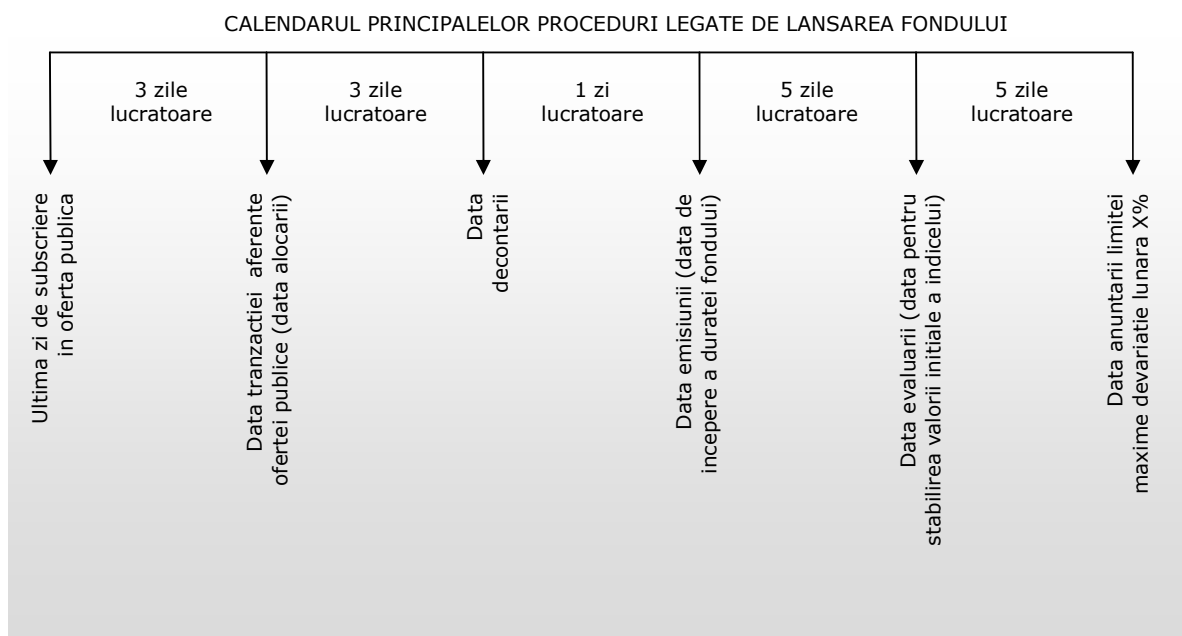 CALENDARUL PRINCIPALELOR PROCEDURI LEGATE DE LANSAREA FONDULUI
3 zile
lucratoare
3 zile
lucratoare
1 zi
lucratoare
5 zile
lucratoare
5 zile
lucratoare
Ultima zi de subscriere
in oferta publica
Data tranzactiei aferente
ofertei publice (data alocarii)
Data
decontarii
Data emisiunii (data de
incepere a duratei fondului)
Data evaluarii (data pentru
stabilirea valorii initiale a indicelui)
Data anuntarii limitei
maxime devariatie lunara X%